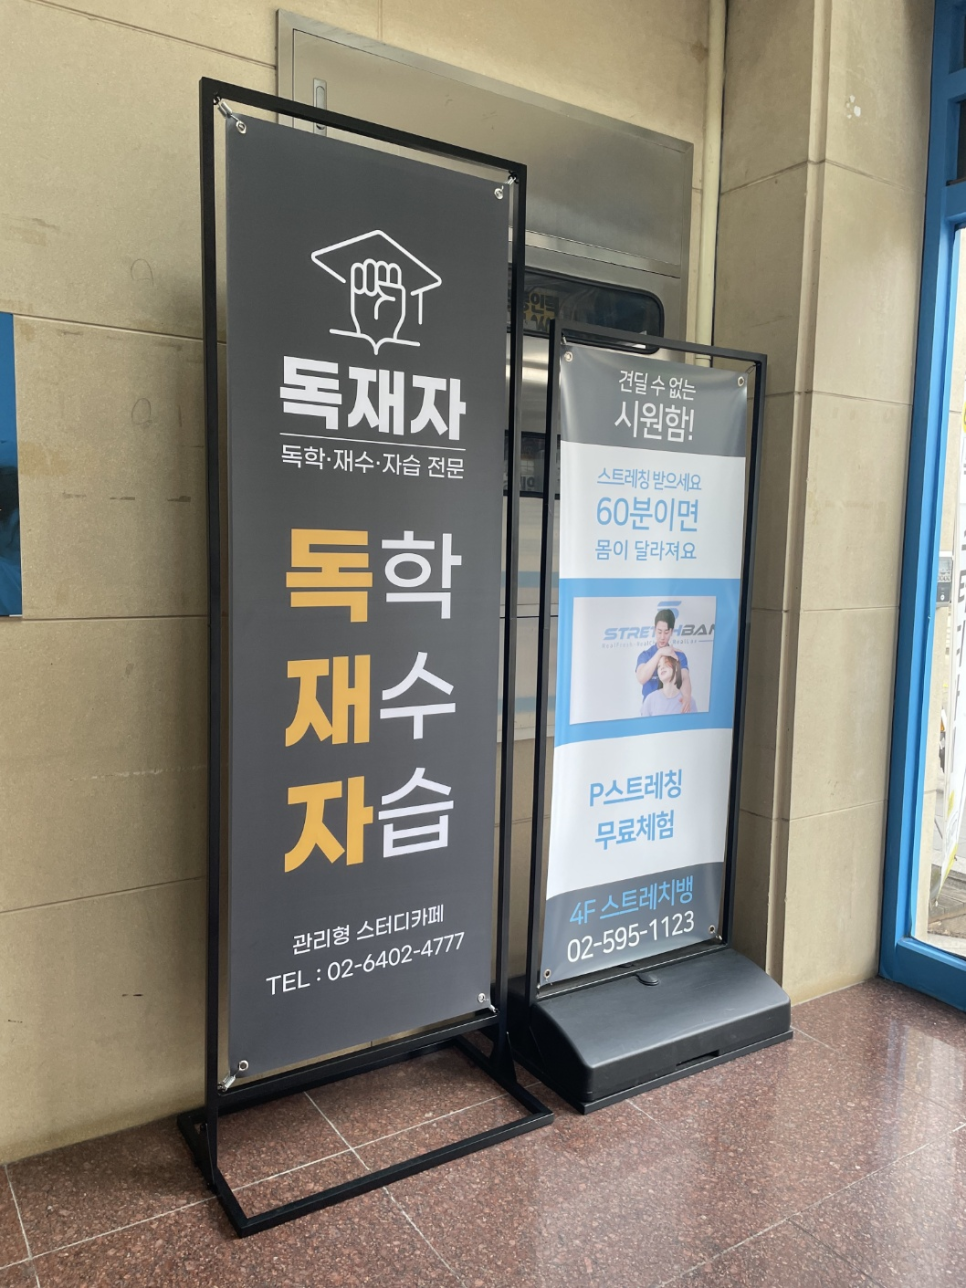 독재자
독학·재수·자습 전문
독학
재수
자습
관리형 스터디카페
TEL : 02-6402-4777
견딜 수 없는
시원함!
스트레칭 받으세요
60분이면
몸이 달라져요
P스트레칭
무료체험
4F 스트레치뱅
02-595-1123